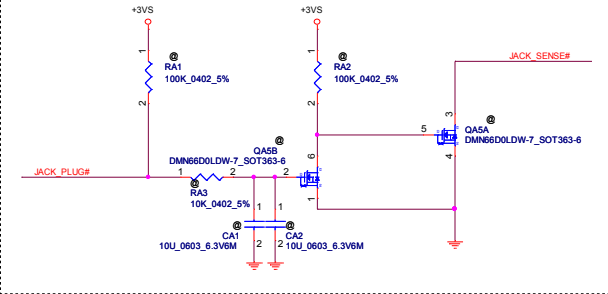 +3VS
+3VS
@
@
1
RA1
1
RA2
100K_0402_5%
100K_0402_5%
JACK_SENSE#
2
2
3
@
QA5A
5
DMN66D0LDW-7_SOT363-6
@
QA5B
DMN66D0LDW-7_SOT363-6
6
4
JACK_PLUG#
1
2
2
@
RA3
10K_0402_5%
1
1
1
@
@
CA1
2
2
CA2
10U_0603_6.3V6M
10U_0603_6.3V6M